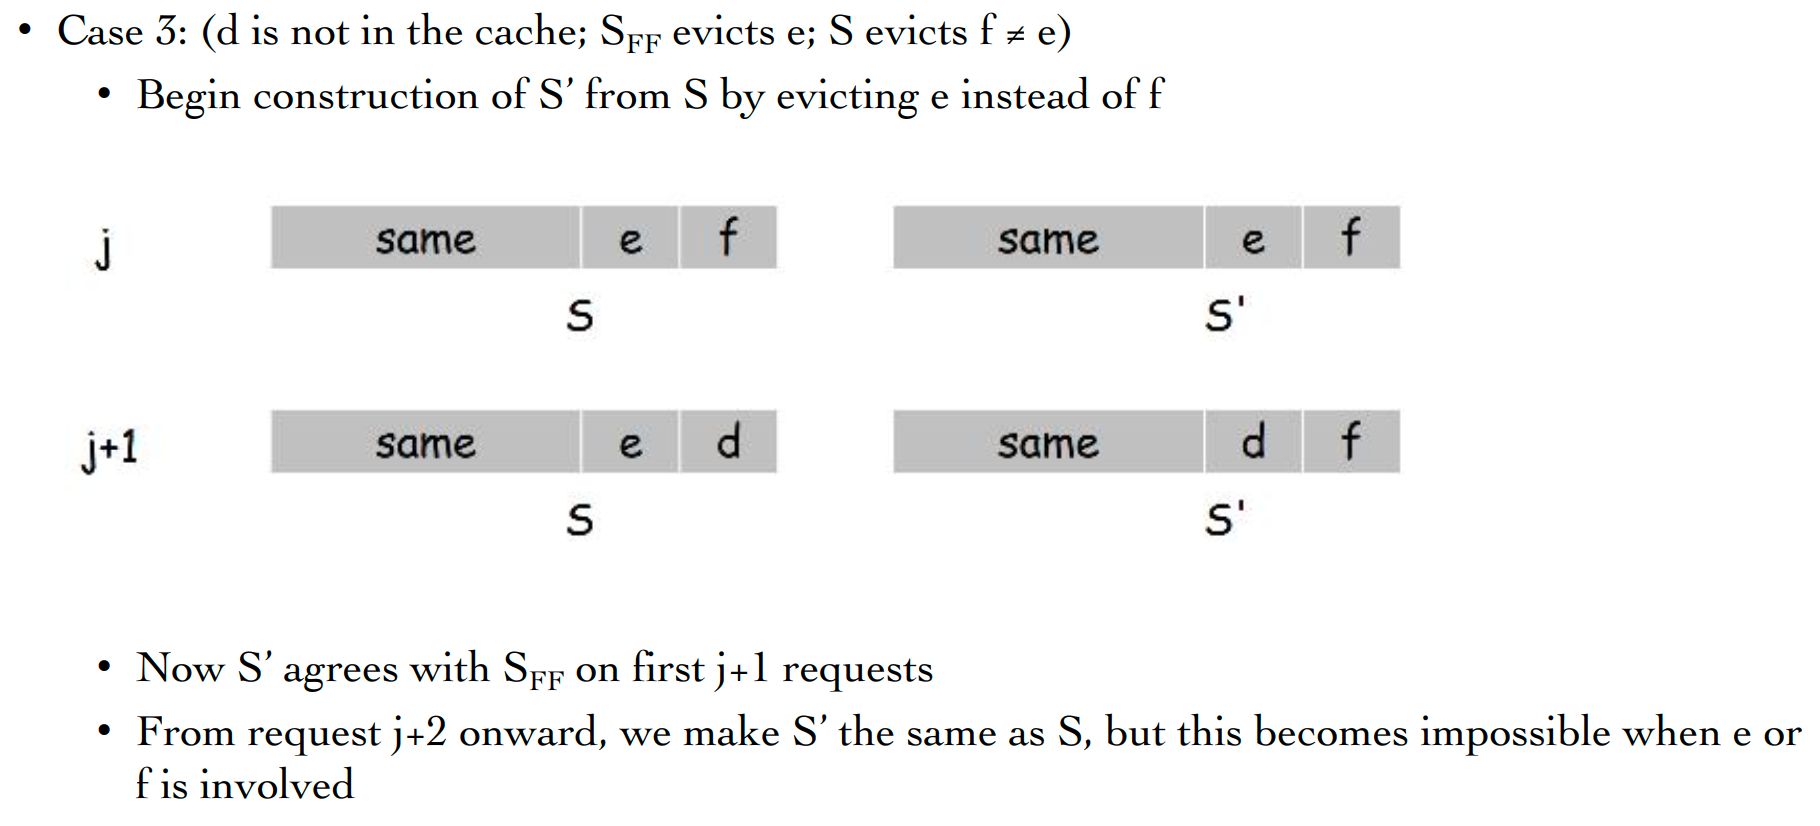 • Case 3: (d is not in the cache; SFF evicts e; S evicts f ≠ e)
• Begin construction of S’ from S by evicting e instead of f
j same e f same e f
S S'
j+1 same e d same d f
S S'
• Now S’ agrees with SFF on first j+1 requests
• From request j+2 onward, we make S’ the same as S, but this becomes impossible when e or
f is involved